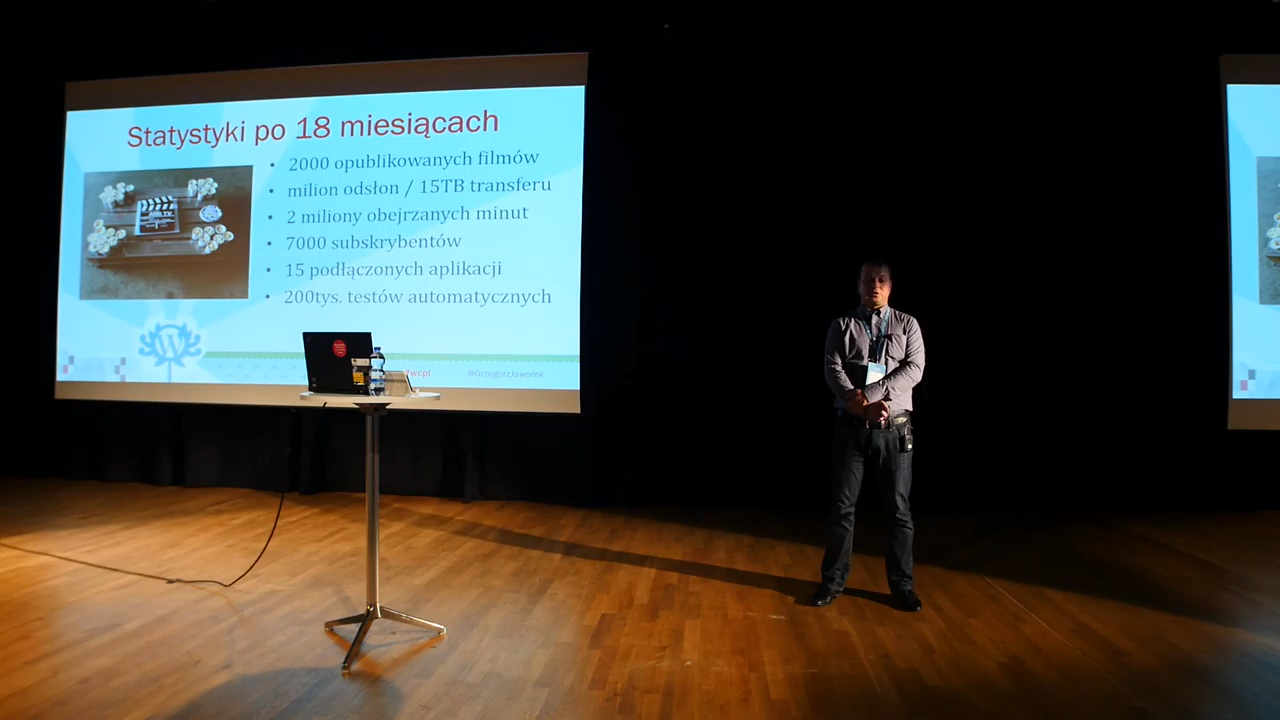 Statystyki po 18 miesiącach
• 2000 opublikowanych filmów
• milion odsłon / 15TB transferu
• 2 miliony obejrzanych minut
• 7000 subskrybentów
• 15 podłączonych aplikacji
• 200tys. testów automatycznych
wcpl @GrzegorzJaworek